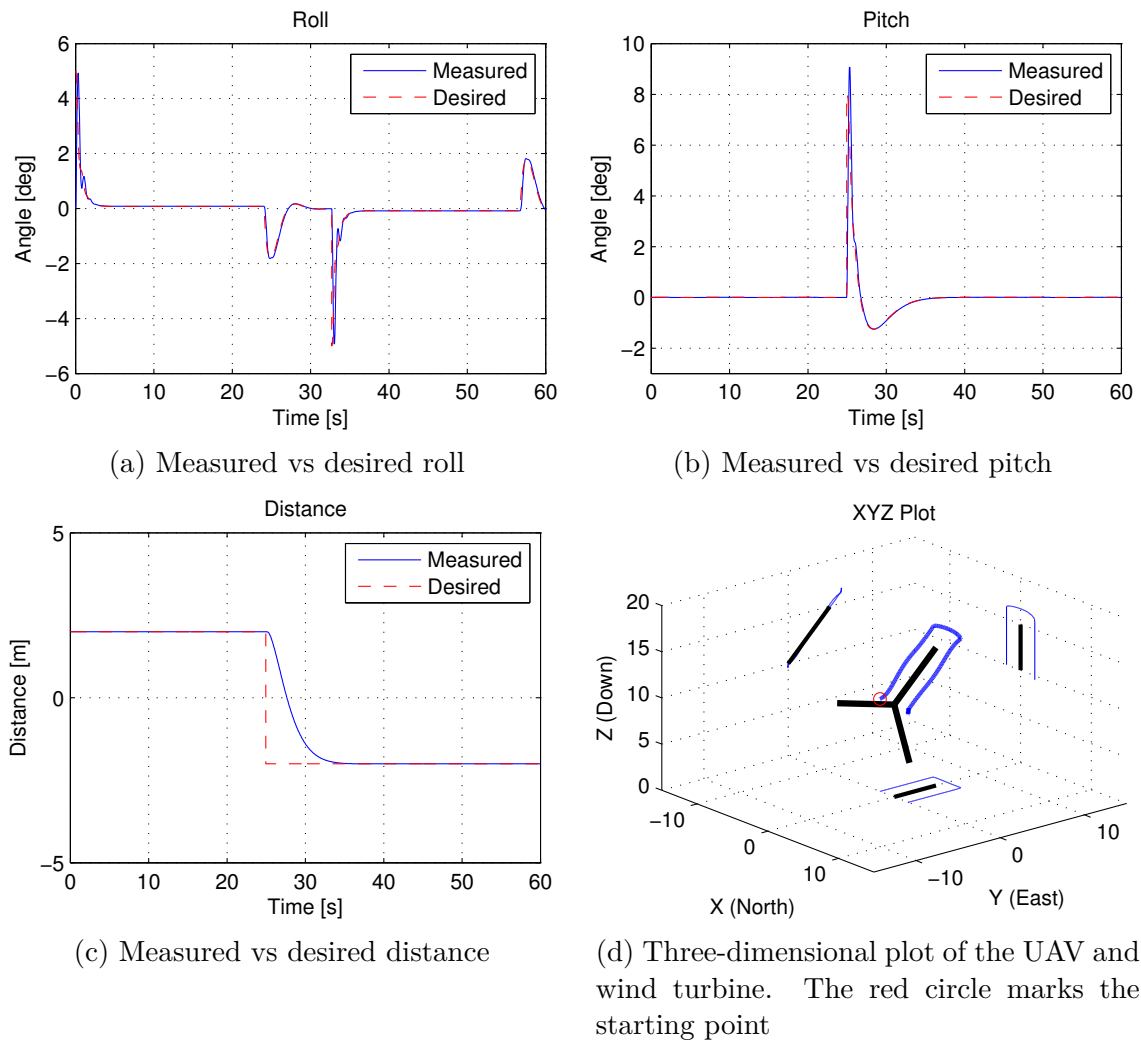 Roll
6
4
2
0
−2
−4
−6
Angle [deg]
0 10 20 30 40 50 60
Time [s]
Measured
Desired
(a) Measured vs desired roll
Pitch
10
8
6
4
2
0
−2
Angle [deg]
0 10 20 30 40 50 60
Time [s]
Measured
Desired
(b) Measured vs desired pitch
Distance
5
0
−5
Distance [m]
0 10 20 30 40 50 60
Time [s]
Measured
Desired
(c) Measured vs desired distance
XYZ Plot
20
15
10
5
0
Z (Down)
−10
0
10
X (North)
−10
0
10
Y (East)
(d) Three-dimensional plot of the UAV and
wind turbine. The red circle marks the
starting point